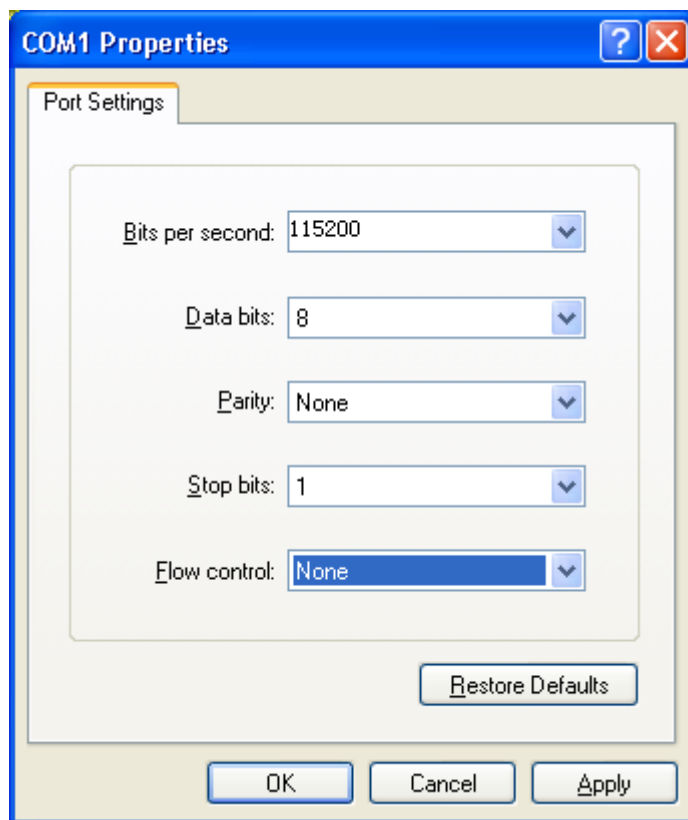 COM1 Properties
Port Settings
Bits per second: 115200
Data bits: 8
Parity: None
Stop bits: 1
Flow control: None
Restore Defaults
OK Cancel Apply